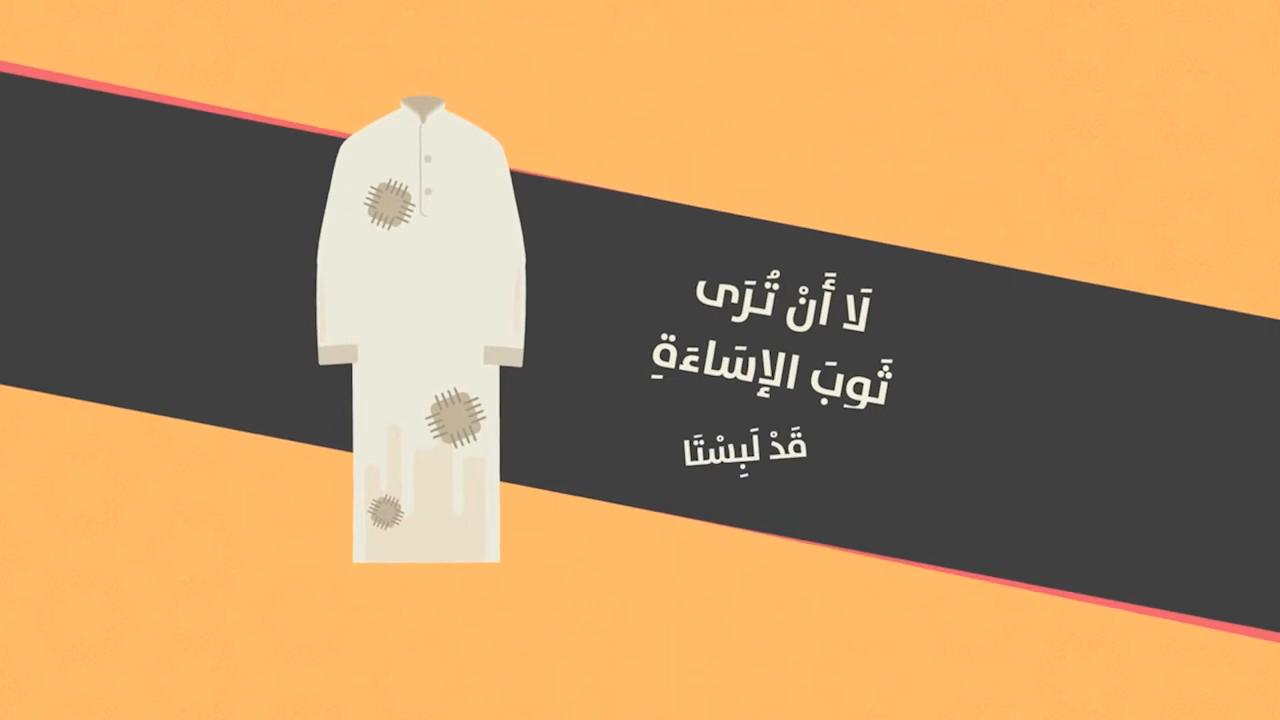 لَا أَنْ تُرَى
ثَوبَ الإِسَاءَةِ
قَدْ لَبِسْتَا